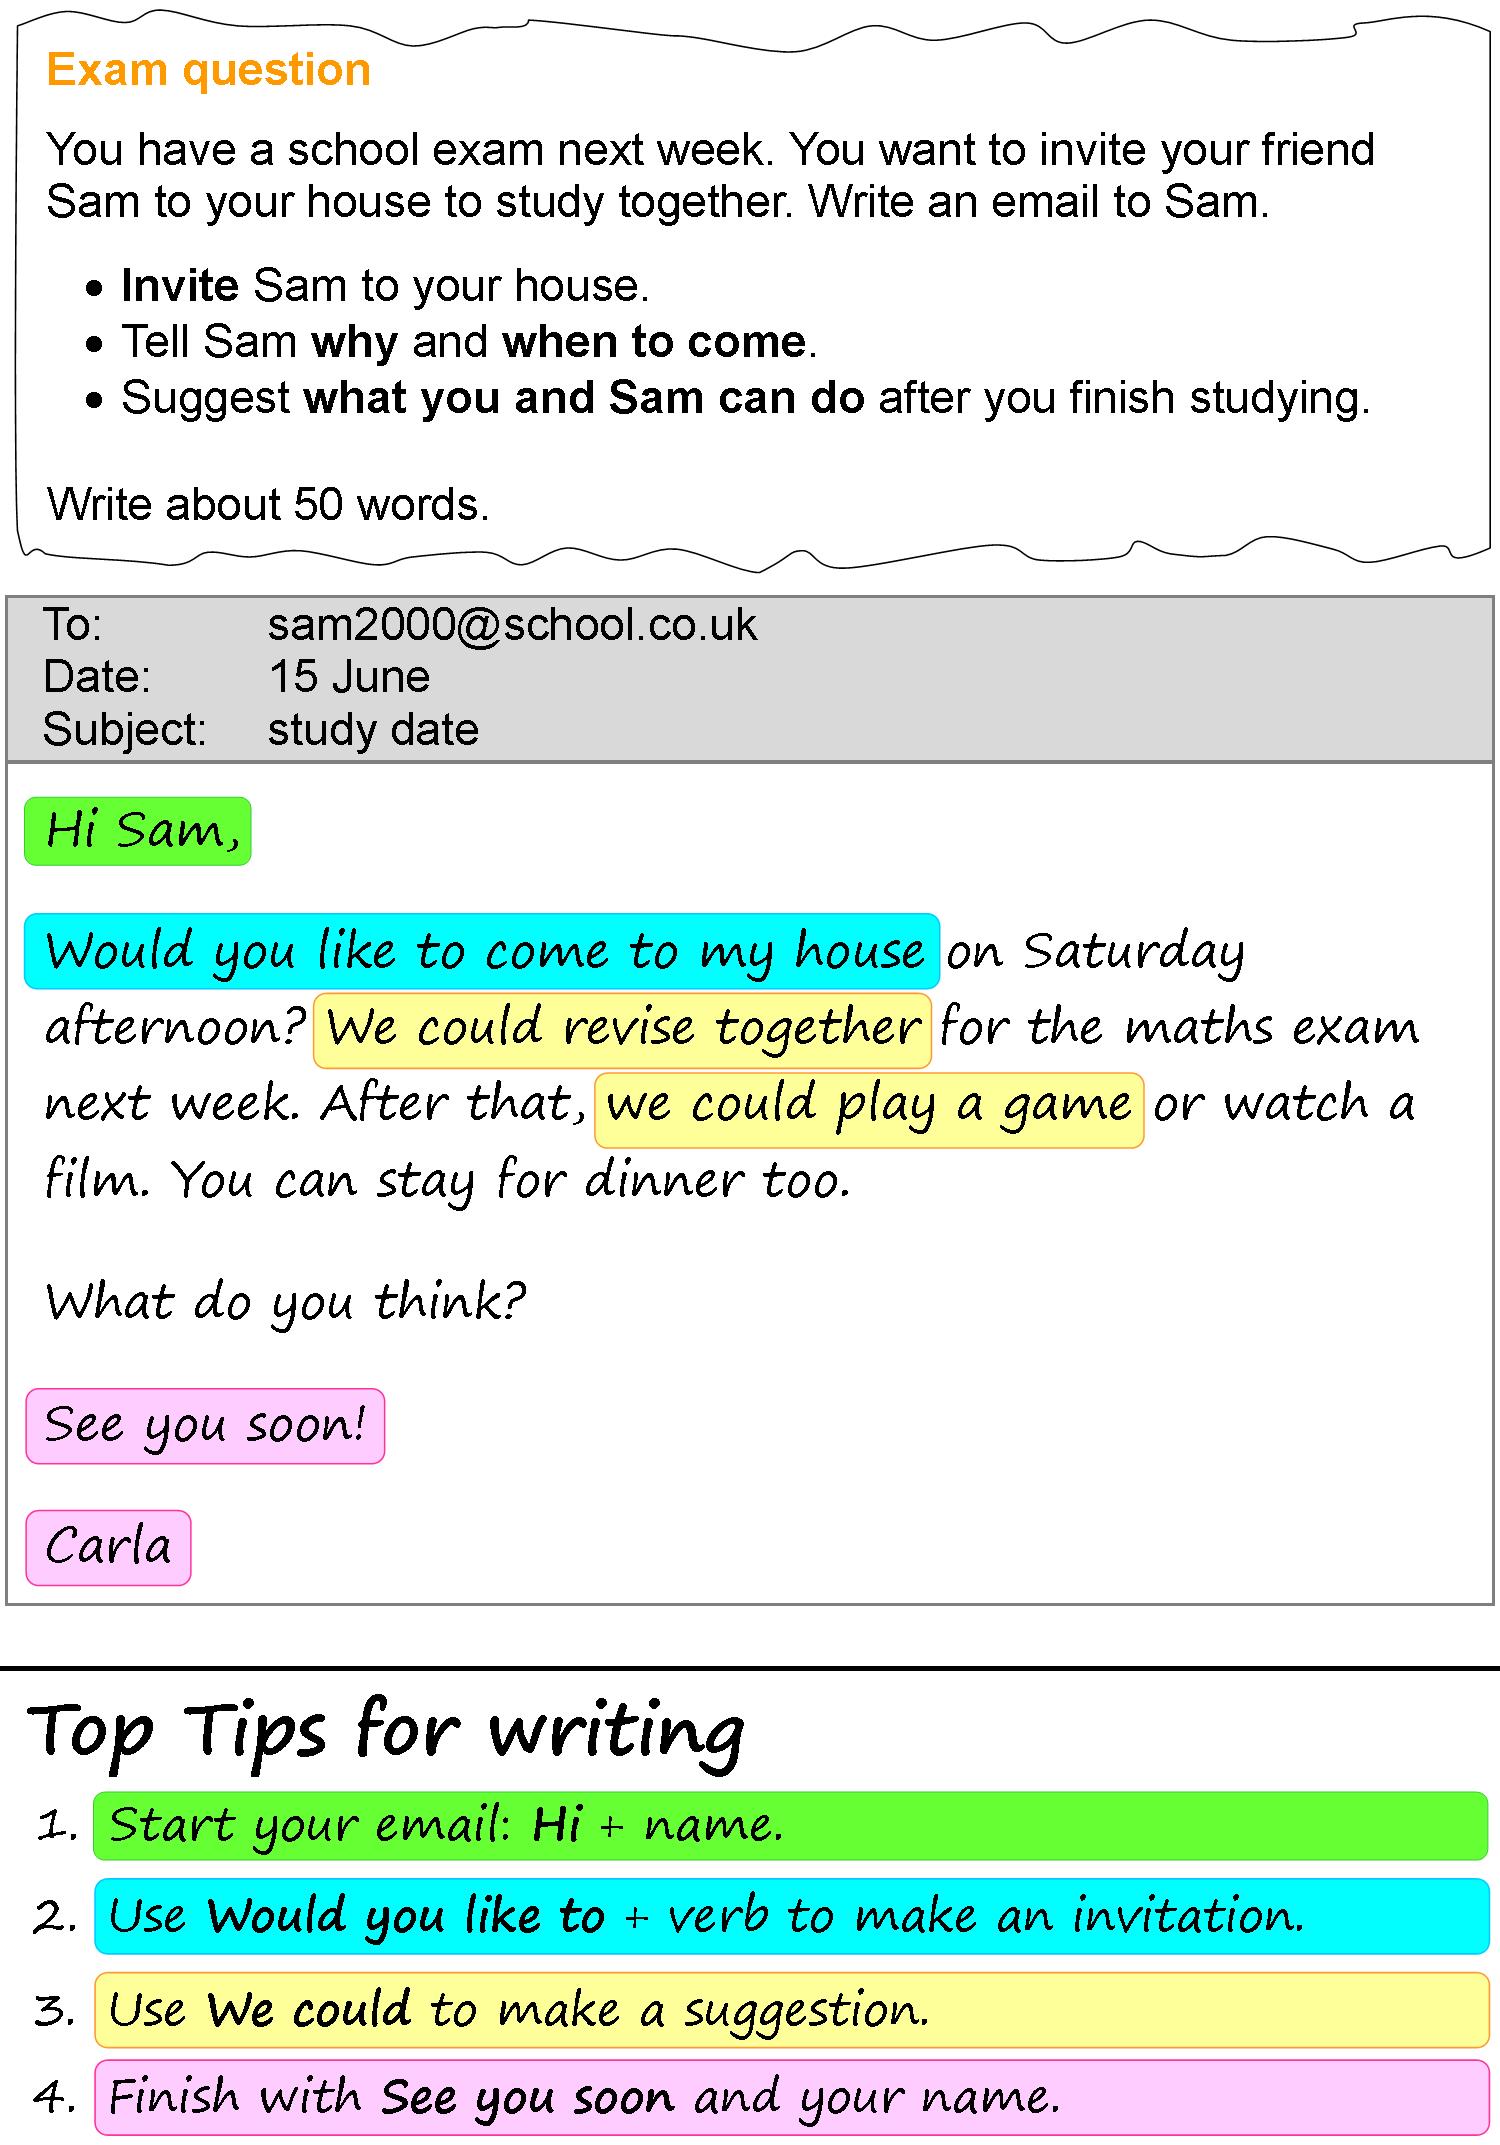 Exam question
You have a school exam next week. You want to invite your friend
Sam to your house to study together. Write an email to Sam.
• Invite Sam to your house.
• Tell Sam why and when to come.
• Suggest what you and Sam can do after you finish studying.
Write about 50 words.
To: sam2000@school.co.uk
Date: 15 June
Subject: study date
Hi Sam,
Would you like to come to my house on Saturday
afternoon? We could revise together for the maths exam
next week. After that, we could play a game or watch a
film. You can stay for dinner too.
What do you think?
See you soon!
Carla
Top Tips for writing
1. Start your email: Hi + name.
2. Use Would you like to + verb to make an invitation.
3. Use We could to make a suggestion.
4. Finish with See you soon and your name.